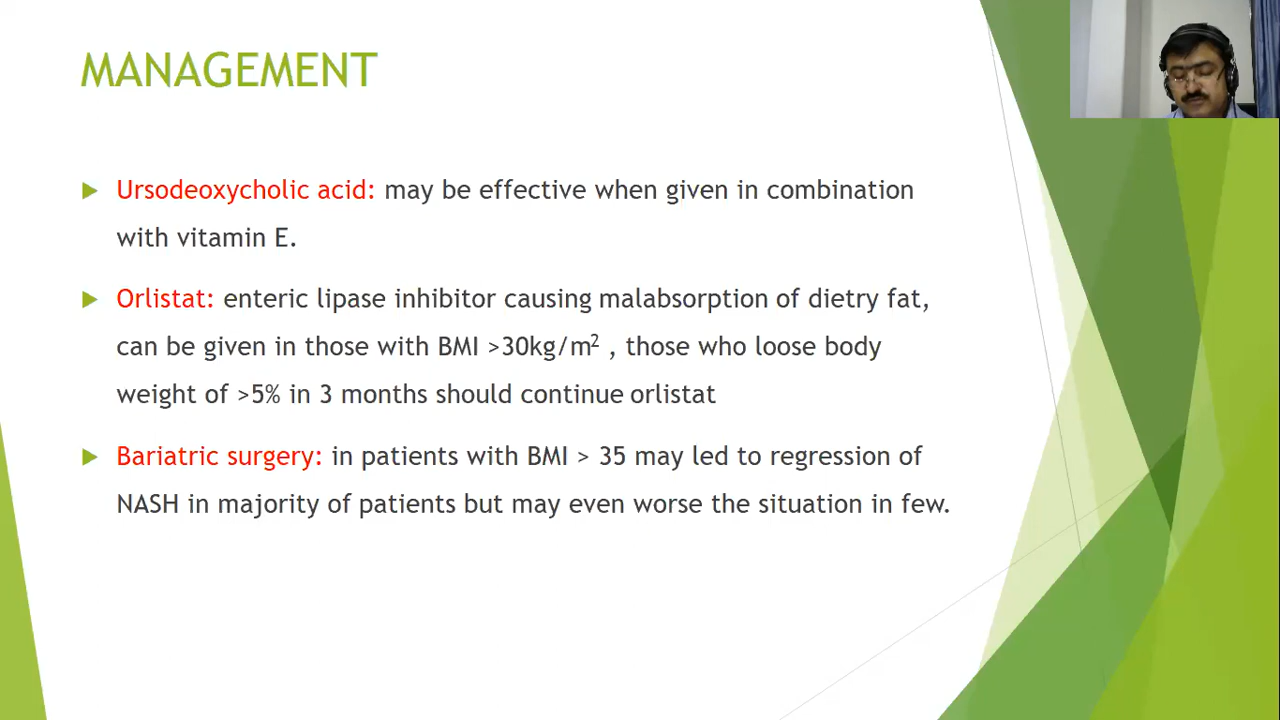 MANAGEMENT
Ursodeoxycholic acid: may be effective when given in combination
with vitamin E.
Orlistat: enteric lipase inhibitor causing malabsorption of dietry fat,
can be given in those with BMI >30kg/m² , those who loose body
weight of >5% in 3 months should continue orlistat
Bariatric surgery: in patients with BMI > 35 may led to regression of
NASH in majority of patients but may even worse the situation in few.